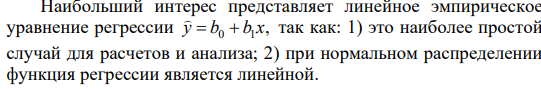 Наибольший интерес представляет линейное эмпирическое
уравнение регрессии ŷ = b₀ + b₁x, так как: 1) это наиболее простой
случай для расчетов и анализа; 2) при нормальном распределении
функция регрессии является линейной.